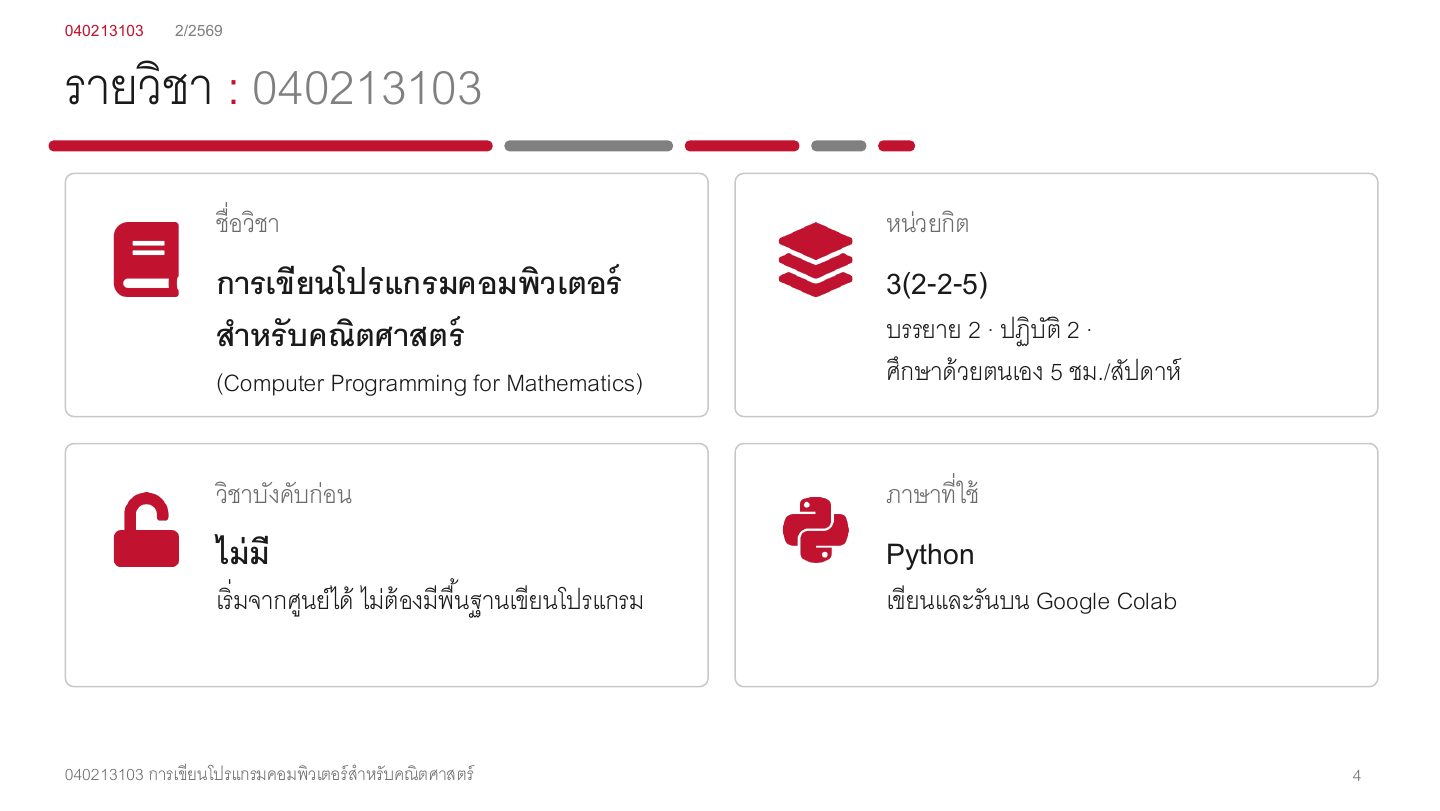 040213103 2/2569
รายวิชา : 040213103
ชื่อวิชา
การเขียนโปรแกรมคอมพิวเตอร์
สำหรับคณิตศาสตร์
(Computer Programming for Mathematics)
หน่วยกิต
3(2-2-5)
บรรยาย 2 · ปฏิบัติ 2 ·
ศึกษาด้วยตนเอง 5 ชม./สัปดาห์
วิชาบังคับก่อน
ไม่มี
เริ่มจากศูนย์ได้ ไม่ต้องมีพื้นฐานเขียนโปรแกรม
ภาษาที่ใช้
Python
เขียนและรันบน Google Colab
040213103 การเขียนโปรแกรมคอมพิวเตอร์สำหรับคณิตศาสตร์ 4